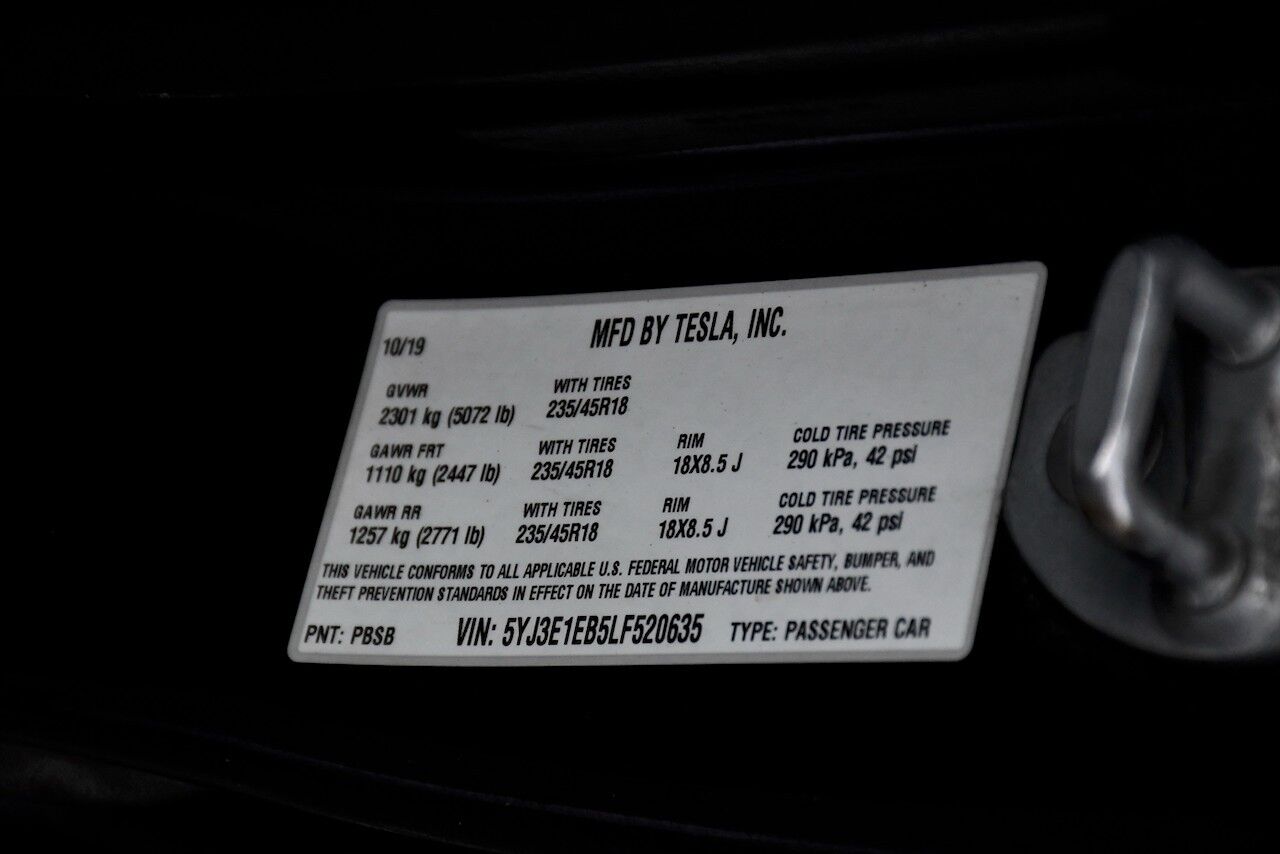 MFD BY TESLA, INC.
10/19
GVWR WITH TIRES
2301 kg (5072 lb) 235/45R18
GAWR FRT WITH TIRES RIM COLD TIRE PRESSURE
1110 kg (2447 lb) 235/45R18 18X8.5 J 290 kPa, 42 psi
GAWR RR WITH TIRES RIM COLD TIRE PRESSURE
1257 kg (2771 lb) 235/45R18 18X8.5 J 290 kPa, 42 psi
THIS VEHICLE CONFORMS TO ALL APPLICABLE U.S. FEDERAL MOTOR VEHICLE SAFETY, BUMPER, AND
THEFT PREVENTION STANDARDS IN EFFECT ON THE DATE OF MANUFACTURE SHOWN ABOVE.
PNT: PBSB VIN: 5YJ3E1EB5LF520635 TYPE: PASSENGER CAR